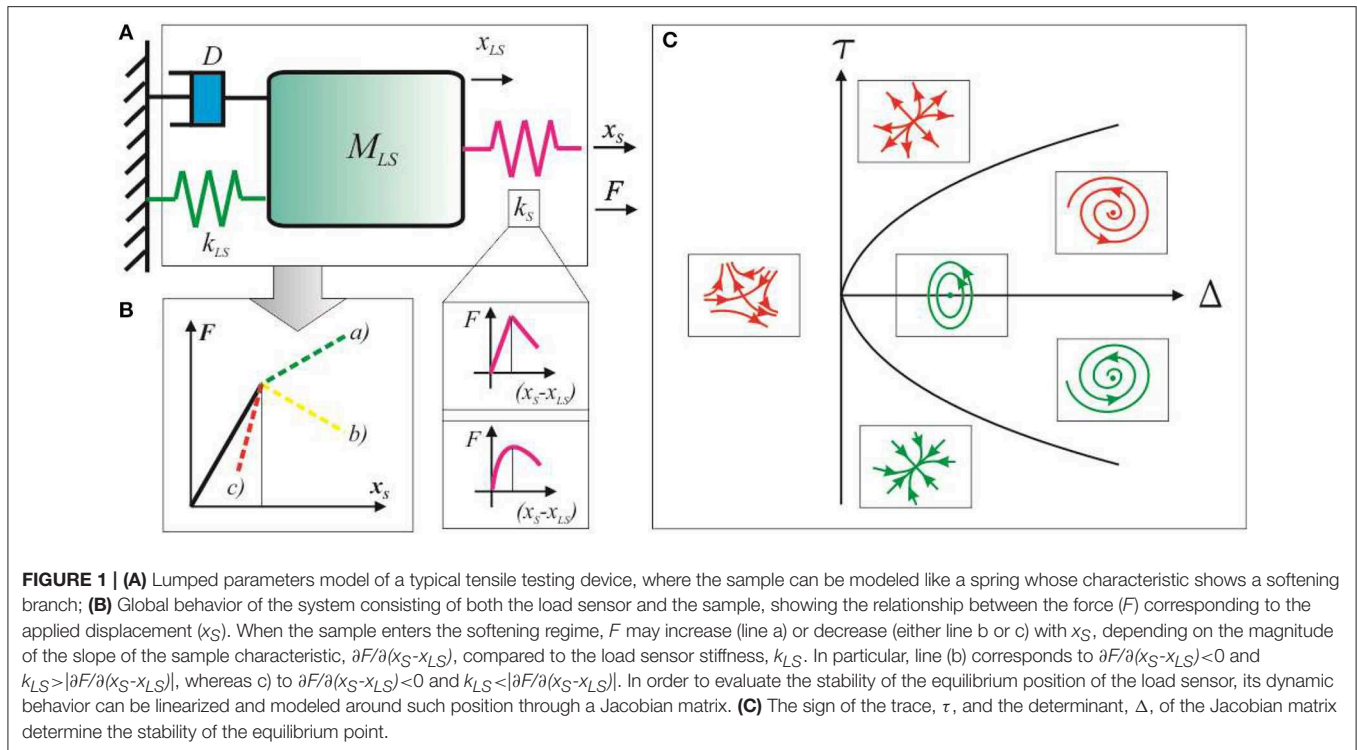 A
D
x_LS
M_LS
x_s
F
k_S
k_LS
B
F
a)
b)
c)
x_s
F
(x_S-x_LS)
F
(x_S-x_LS)
C
τ
Δ
FIGURE 1 | (A) Lumped parameters model of a typical tensile testing device, where the sample can be modeled like a spring whose characteristic shows a softening
branch; (B) Global behavior of the system consisting of both the load sensor and the sample, showing the relationship between the force (F) corresponding to the
applied displacement (x_S). When the sample enters the softening regime, F may increase (line a) or decrease (either line b or c) with x_S, depending on the magnitude
of the slope of the sample characteristic, ∂F/∂(x_S-x_LS), compared to the load sensor stiffness, k_LS. In particular, line (b) corresponds to ∂F/∂(x_S-x_LS)<0 and
k_LS>|∂F/∂(x_S-x_LS)|, whereas c) to ∂F/∂(x_S-x_LS)<0 and k_LS<|∂F/∂(x_S-x_LS)|. In order to evaluate the stability of the equilibrium position of the load sensor, its dynamic
behavior can be linearized and modeled around such position through a Jacobian matrix. (C) The sign of the trace, τ, and the determinant, Δ, of the Jacobian matrix
determine the stability of the equilibrium point.